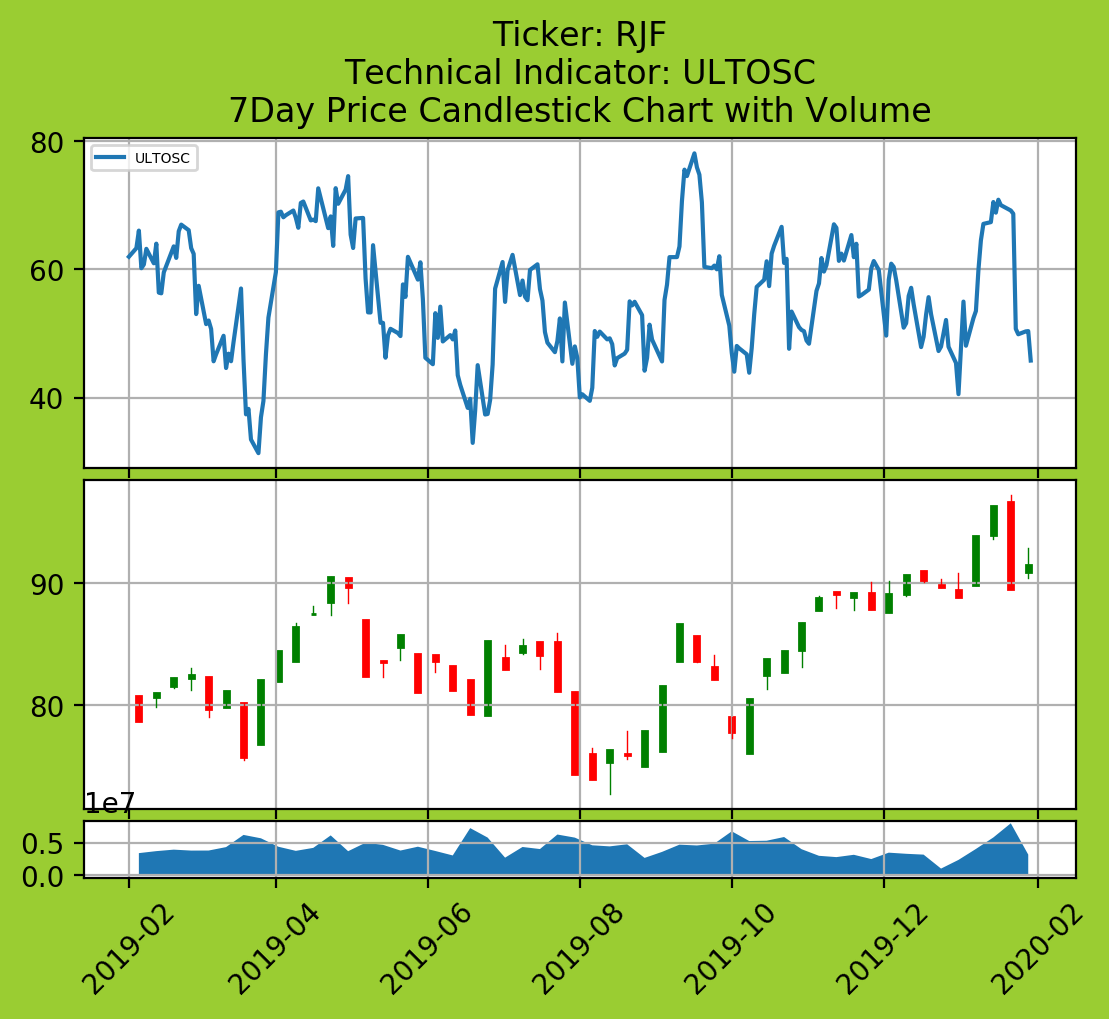 Ticker: RJF
Technical Indicator: ULTOSC
7Day Price Candlestick Chart with Volume
80
ULTOSC
60
40
90
80
1e7
0.5
0.0
2019-02 2019-04 2019-06 2019-08 2019-10 2019-12 2020-02